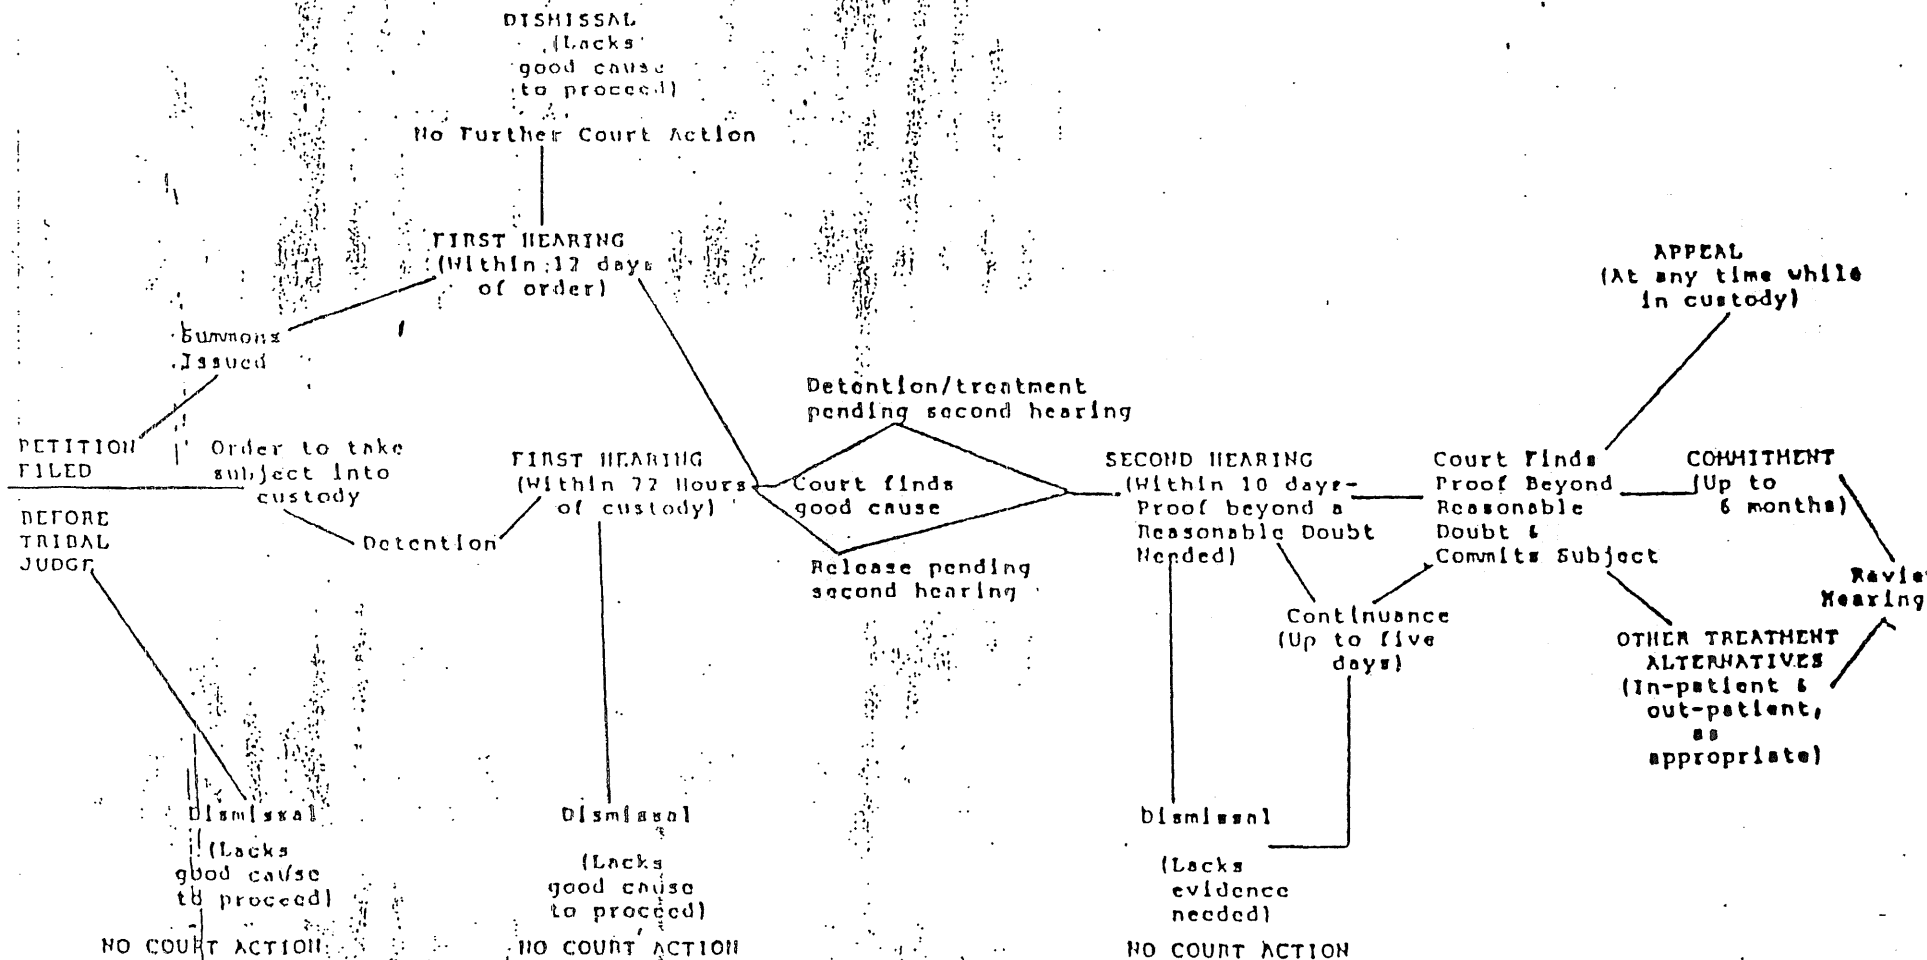 DISMISSAL
(Lacks
good cause
to proceed)
No Further Court Action
FIRST HEARING
(Within 12 days
of order)
Summons
Issued
PETITION
FILED
BEFORE
TRIBAL
JUDGE
Order to take
subject into
custody
Detention
FIRST HEARING
(Within 72 Hours
of custody)
Detention/treatment
pending second hearing
Court finds
good cause
Release pending
second hearing
SECOND HEARING
(Within 10 days-
Proof beyond a
Reasonable Doubt
Needed)
Continuance
(Up to five
days)
Court Finds
Proof Beyond
Reasonable
Doubt &
Commits Subject
APPEAL
(At any time while
in custody)
COMMITMENT
(Up to
6 months)
OTHER TREATMENT
ALTERNATIVES
(In-patient &
out-patient,
as
appropriate)
Hearing
Dismissal
(Lacks
good cause
to proceed)
NO COURT ACTION
Dismissal
(Lacks
good cause
to proceed)
NO COURT ACTION
Dismissal
(Lacks
evidence
needed)
NO COURT ACTION